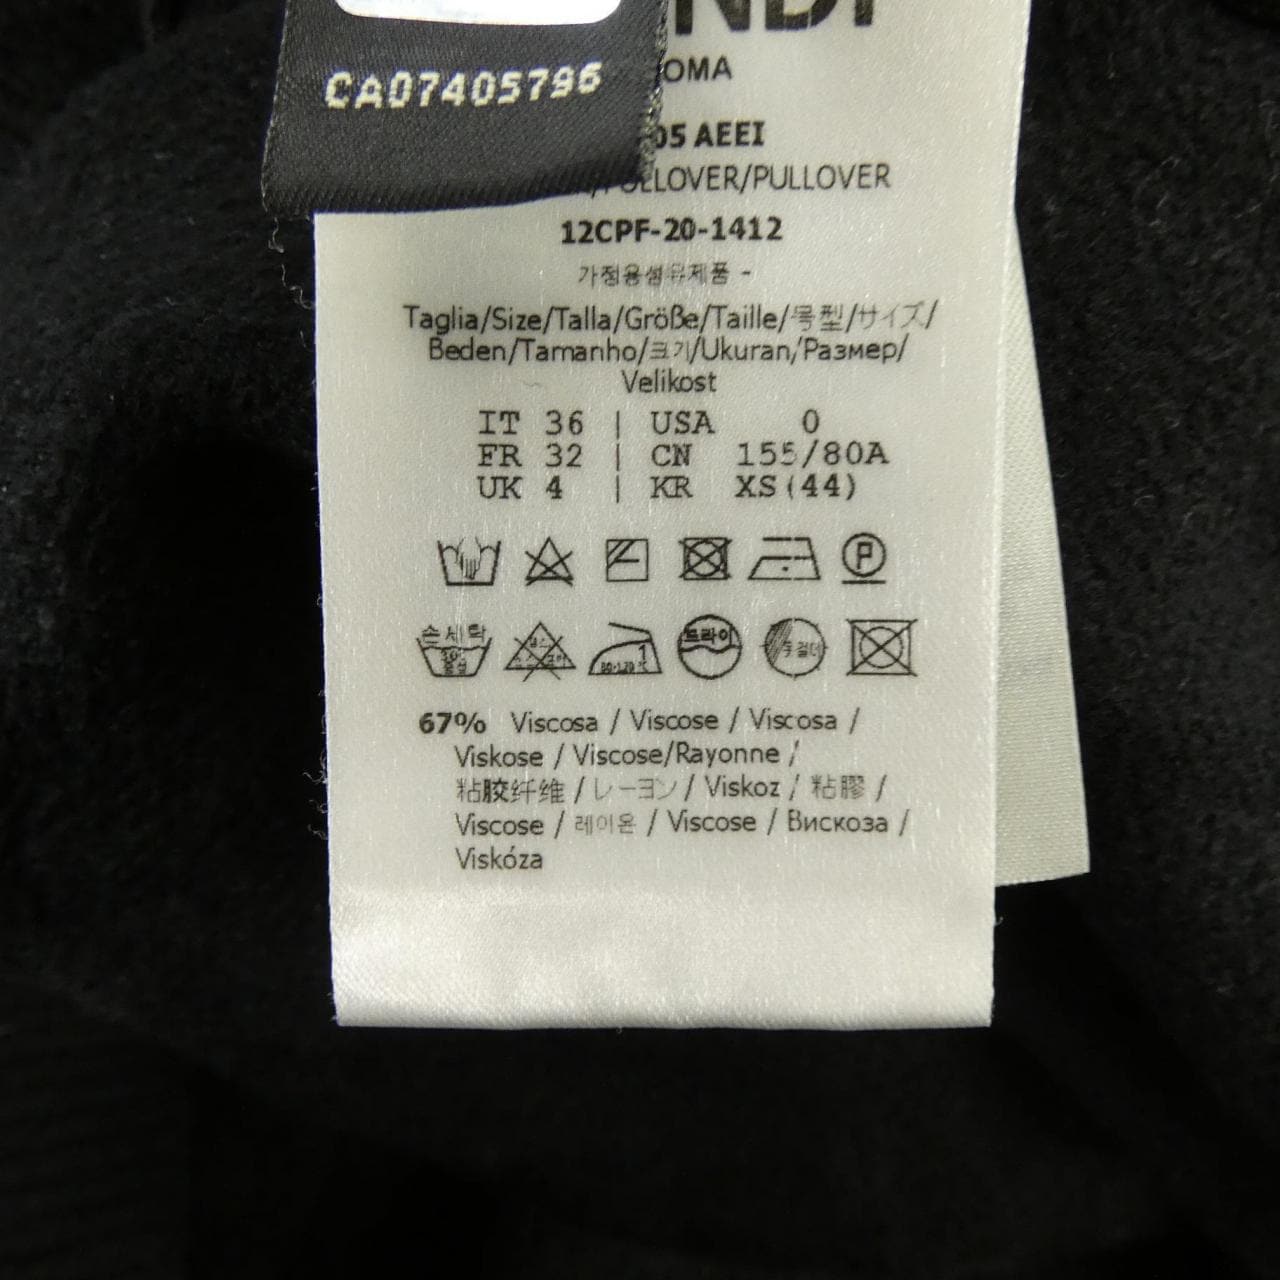 CA07405796
NDI
OMA
05 AEEI
/PULLOVER/PULLOVER
12CPF-20-1412
가정용섬유제품 -
Taglia/Size/Talla/Größe/Taille/号型/サイズ/
Beden/Tamanho/크기/Ukuran/Размер/
Velikost
IT 36 | USA 0
FR 32 | CN 155/80A
UK 4 | KR XS(44)
P
손세탁
드라이
1
80-120℃
67% Viscosa / Viscose / Viscosa /
Viskose / Viscose/Rayonne /
粘胶纤维 / レーヨン / Viskoz / 粘膠 /
Viscose / 레이온 / Viscose / Вискоза /
Viskóza